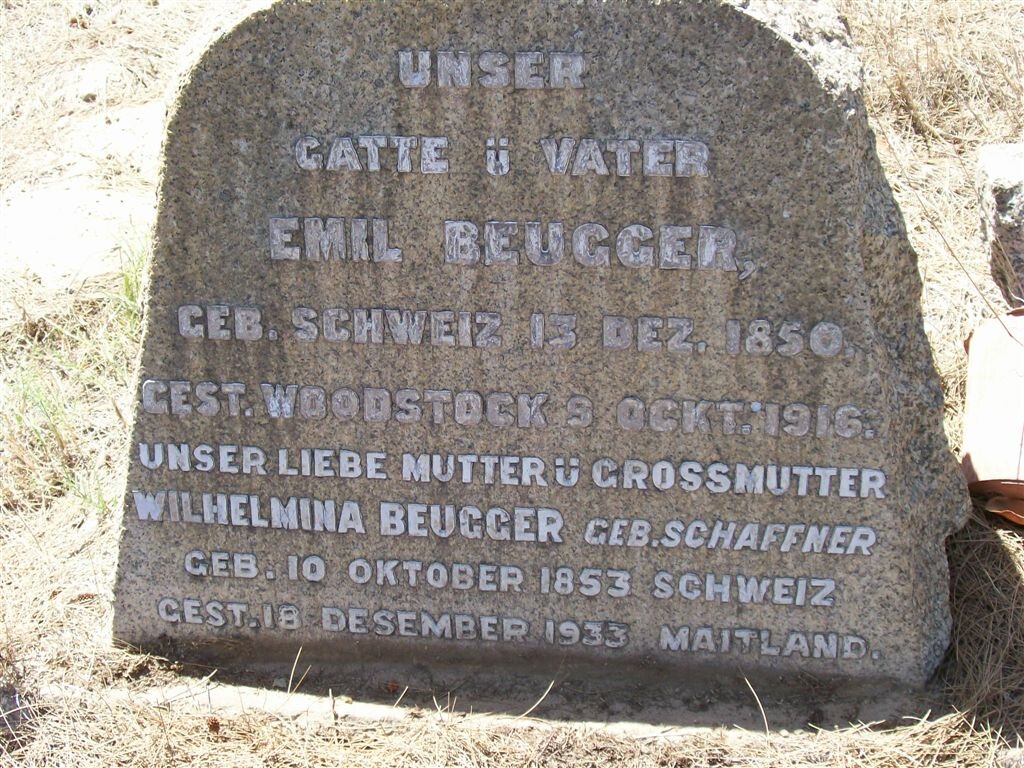 UNSER
GATTE Ü VATER
EMIL BEUGGER,
GEB. SCHWEIZ 13 DEZ. 1850.
GEST. WOODSTOCK 9 OCKT. 1916.
UNSER LIEBE MUTTER Ü GROSSMUTTER
WILHELMINA BEUGGER GEB. SCHAFFNER
GEB. 10 OKTOBER 1853 SCHWEIZ
GEST. 18 DESEMBER 1933 MAITLAND.